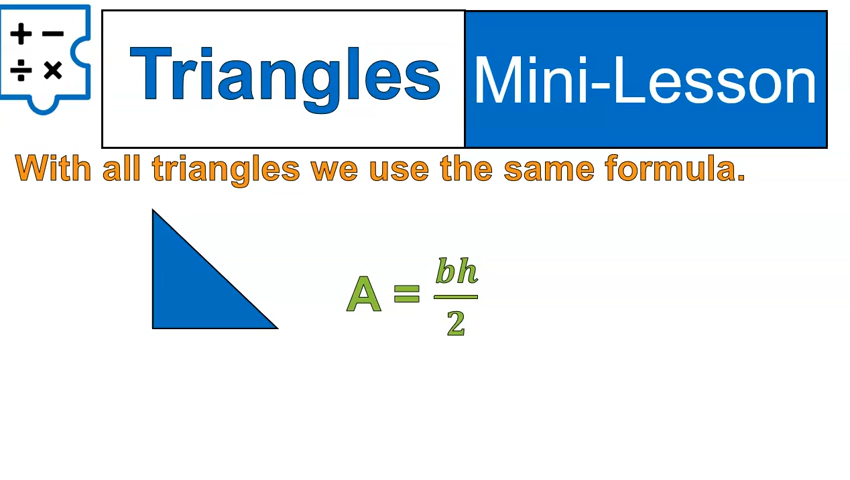 + −
÷ ×
Triangles Mini-Lesson
With all triangles we use the same formula.
A = bh/2